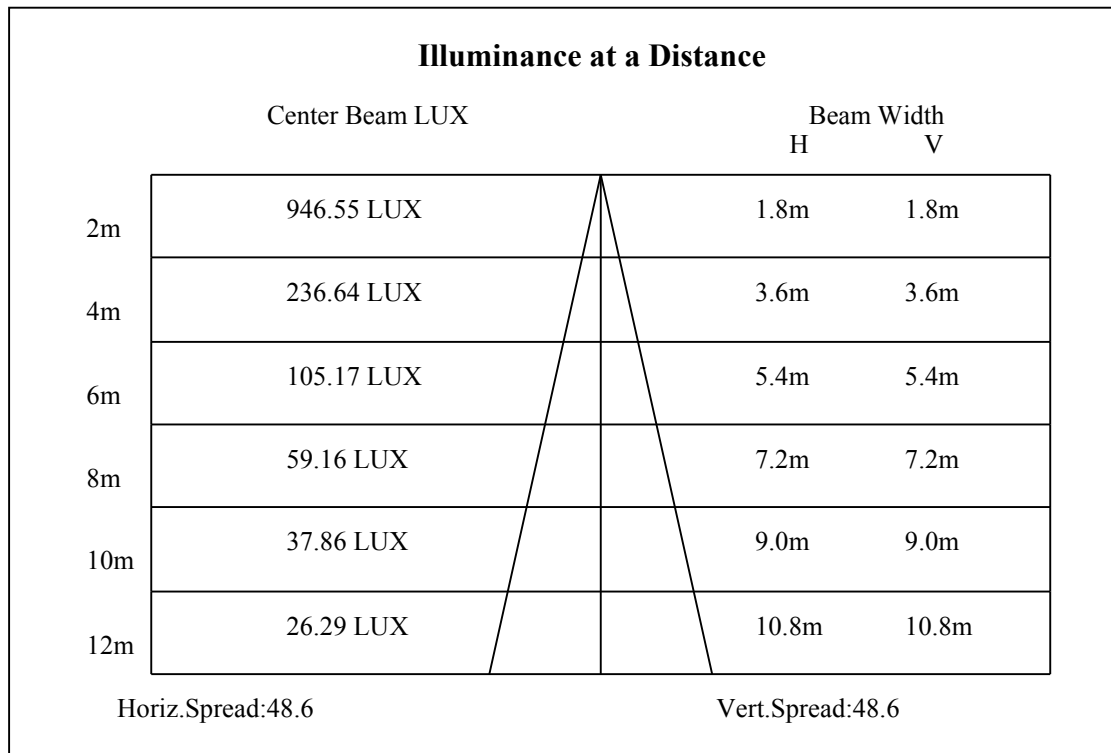 Illuminance at a Distance
Center Beam LUX Beam Width
H V
946.55 LUX 1.8m 1.8m
2m
236.64 LUX 3.6m 3.6m
4m
105.17 LUX 5.4m 5.4m
6m
59.16 LUX 7.2m 7.2m
8m
37.86 LUX 9.0m 9.0m
10m
26.29 LUX 10.8m 10.8m
12m
Horiz.Spread:48.6 Vert.Spread:48.6